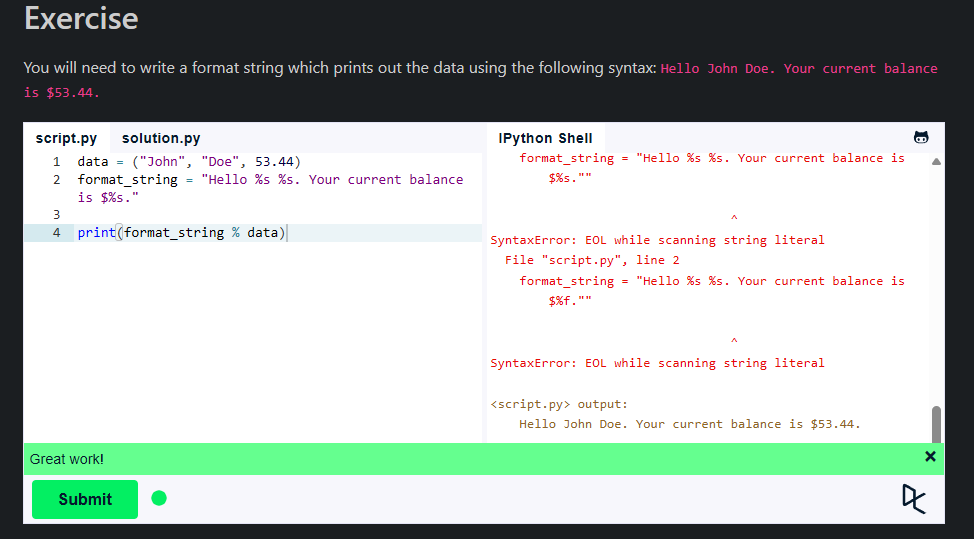 Exercise
You will need to write a format string which prints out the data using the following syntax: Hello John Doe. Your current balance
is $53.44.
script.py solution.py
1 data = ("John", "Doe", 53.44)
2 format_string = "Hello %s %s. Your current balance
is $%s."
3
4 print(format_string % data)
IPython Shell
format_string = "Hello %s %s. Your current balance is
$%s.""
^
SyntaxError: EOL while scanning string literal
File "script.py", line 2
format_string = "Hello %s %s. Your current balance is
$%f.""
^
SyntaxError: EOL while scanning string literal
<script.py> output:
Hello John Doe. Your current balance is $53.44.
Great work!
Submit